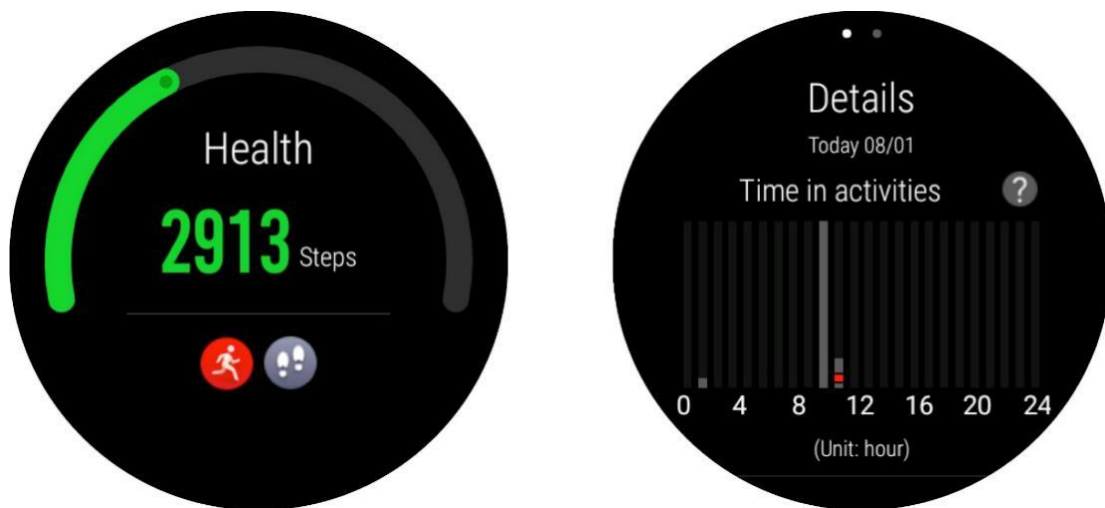 Health
2913 Steps
Details
Today 08/01
Time in activities ?
0 4 8 12 16 20 24
(Unit: hour)